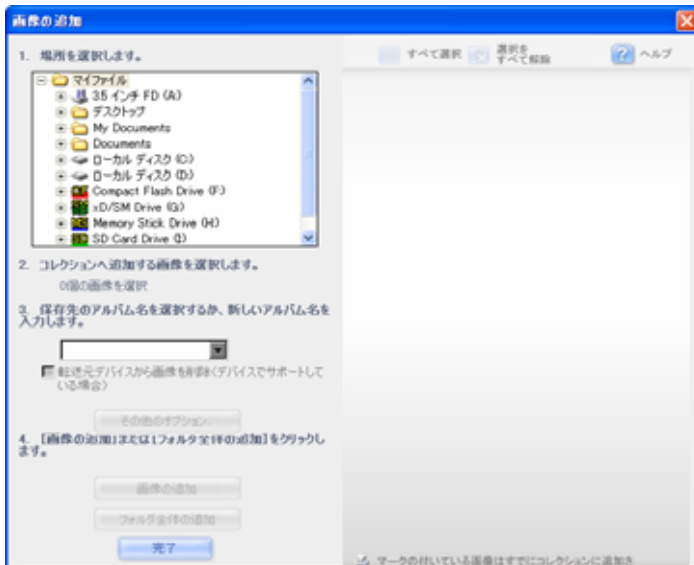 画像の追加
1. 場所を選択します。
すべて選択
選択を
すべて解除
ヘルプ
マイファイル
3.5 インチ FD (A)
デスクトップ
My Documents
Documents
ローカル ディスク (C)
ローカル ディスク (D)
Compact Flash Drive (F)
xD/SM Drive (G)
Memory Stick Drive (H)
SD Card Drive (I)
2. コレクションへ追加する画像を選択します。
0個の画像を選択
3. 保存先のアルバム名を選択するか、新しいアルバム名を
入力します。
転送元デバイスから画像を削除(デバイスでサポートして
いる場合)
その他のオプション...
4. [画像の追加]または[フォルダ全体の追加]をクリックし
ます。
画像の追加
フォルダ全体の追加
完了
マークの付いている画像はすでにコレクションに追加さ